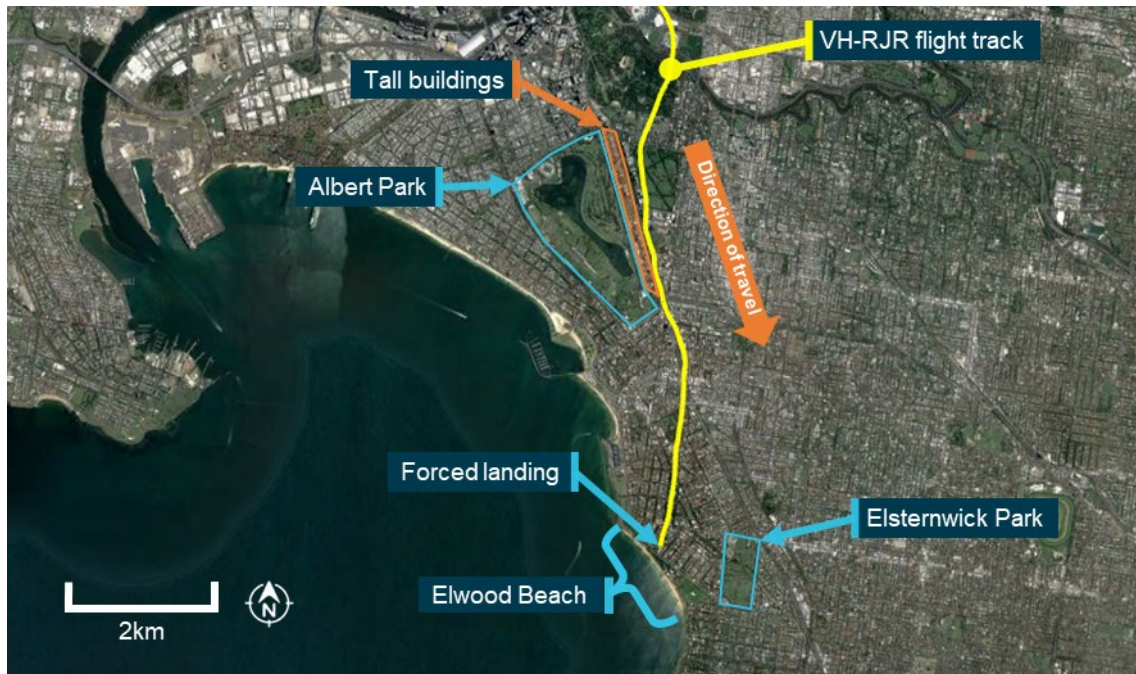 VH-RJR flight track
Tall buildings
Albert Park
Direction of travel
Forced landing
Elsternwick Park
Elwood Beach
2km
N